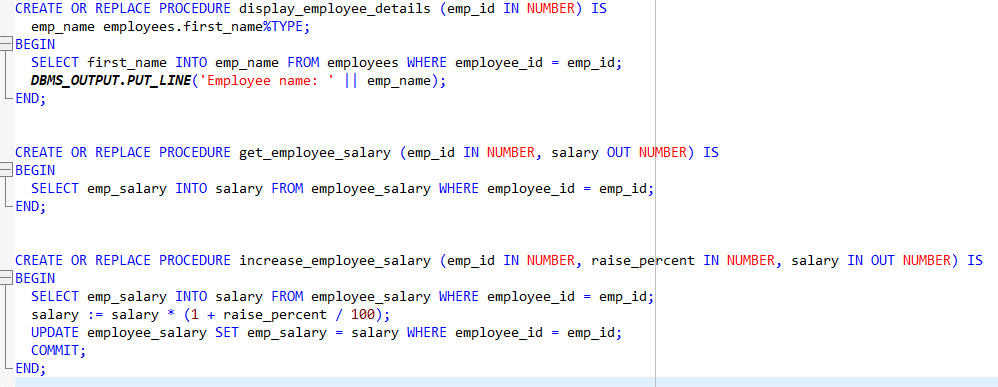 CREATE OR REPLACE PROCEDURE display_employee_details (emp_id IN NUMBER) IS
  emp_name employees.first_name%TYPE;
BEGIN
  SELECT first_name INTO emp_name FROM employees WHERE employee_id = emp_id;
  DBMS_OUTPUT.PUT_LINE('Employee name: ' || emp_name);
END;
CREATE OR REPLACE PROCEDURE get_employee_salary (emp_id IN NUMBER, salary OUT NUMBER) IS
BEGIN
  SELECT emp_salary INTO salary FROM employee_salary WHERE employee_id = emp_id;
END;
CREATE OR REPLACE PROCEDURE increase_employee_salary (emp_id IN NUMBER, raise_percent IN NUMBER, salary IN OUT NUMBER) IS
BEGIN
  SELECT emp_salary INTO salary FROM employee_salary WHERE employee_id = emp_id;
  salary := salary * (1 + raise_percent / 100);
  UPDATE employee_salary SET emp_salary = salary WHERE employee_id = emp_id;
  COMMIT;
END;